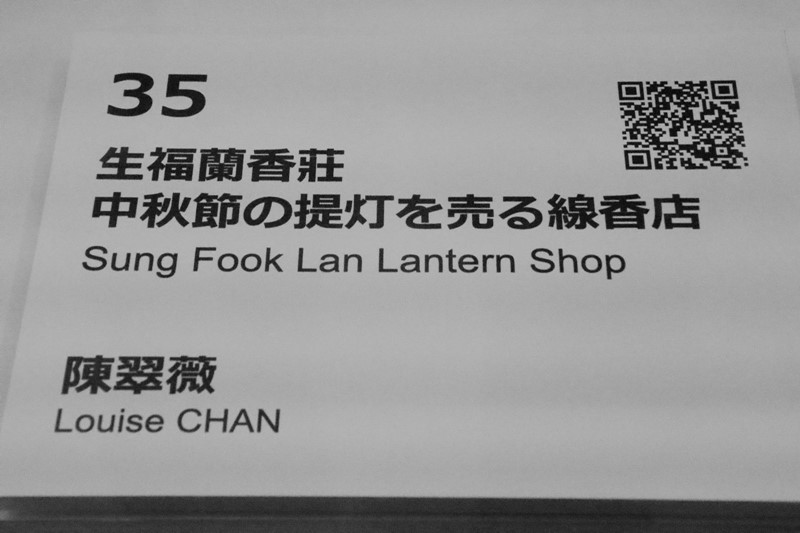 35
生福蘭香莊
中秋節の提灯を売る線香店
Sung Fook Lan Lantern Shop
陳翠薇
Louise CHAN